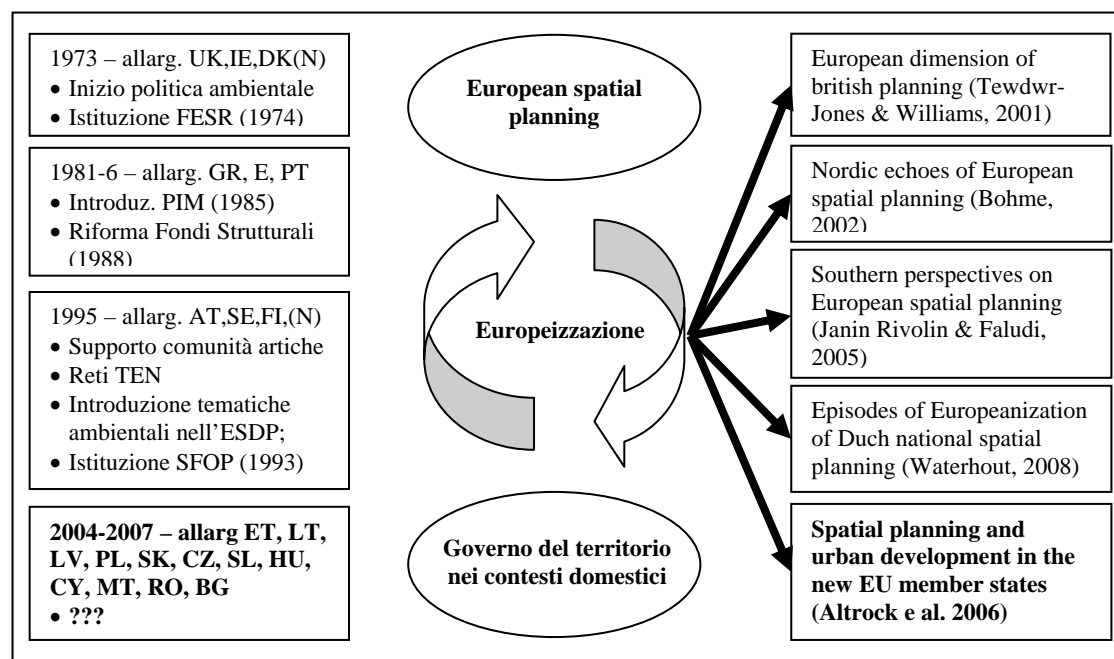 1973 – allarg. UK,IE,DK(N)
• Inizio politica ambientale
• Istituzione FESR (1974)
1981-6 – allarg. GR, E, PT
• Introduz. PIM (1985)
• Riforma Fondi Strutturali
(1988)
1995 – allarg. AT,SE,FI,(N)
• Supporto comunità artiche
• Reti TEN
• Introduzione tematiche
ambientali nell'ESDP;
• Istituzione SFOP (1993)
2004-2007 – allarg ET, LT,
LV, PL, SK, CZ, SL, HU,
CY, MT, RO, BG
• ???
European spatial
planning
Europeizzazione
Governo del territorio
nei contesti domestici
European dimension of
british planning (Tewdwr-
Jones & Williams, 2001)
Nordic echoes of European
spatial planning (Bohme,
2002)
Southern perspectives on
European spatial planning
(Janin Rivolin & Faludi,
2005)
Episodes of Europeanization
of Duch national spatial
planning (Waterhout, 2008)
Spatial planning and
urban development in the
new EU member states
(Altrock e al. 2006)